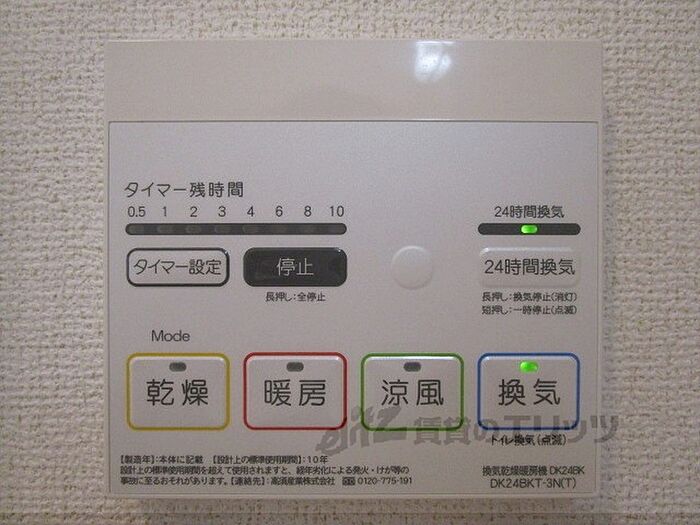 タイマー残時間
0.5 1 2 3 4 6 8 10
24時間換気
タイマー設定
停止
24時間換気
長押し:全停止
長押し:換気停止(消灯)
短押し:一時停止(点滅)
Mode
乾燥
暖房
涼風
換気
トイレ換気(点滅)
賃貸のエリッツ
【製造年】:本体に記載 【設計上の標準使用期間】:10年
設計上の標準使用期間を超えて使用されますと、経年劣化による発火・けが等の
事故に至るおそれがあります。【連絡先】:高須産業株式会社 0120-775-191
換気乾燥暖房機 DK24BK
DK24BKT-3N(T)